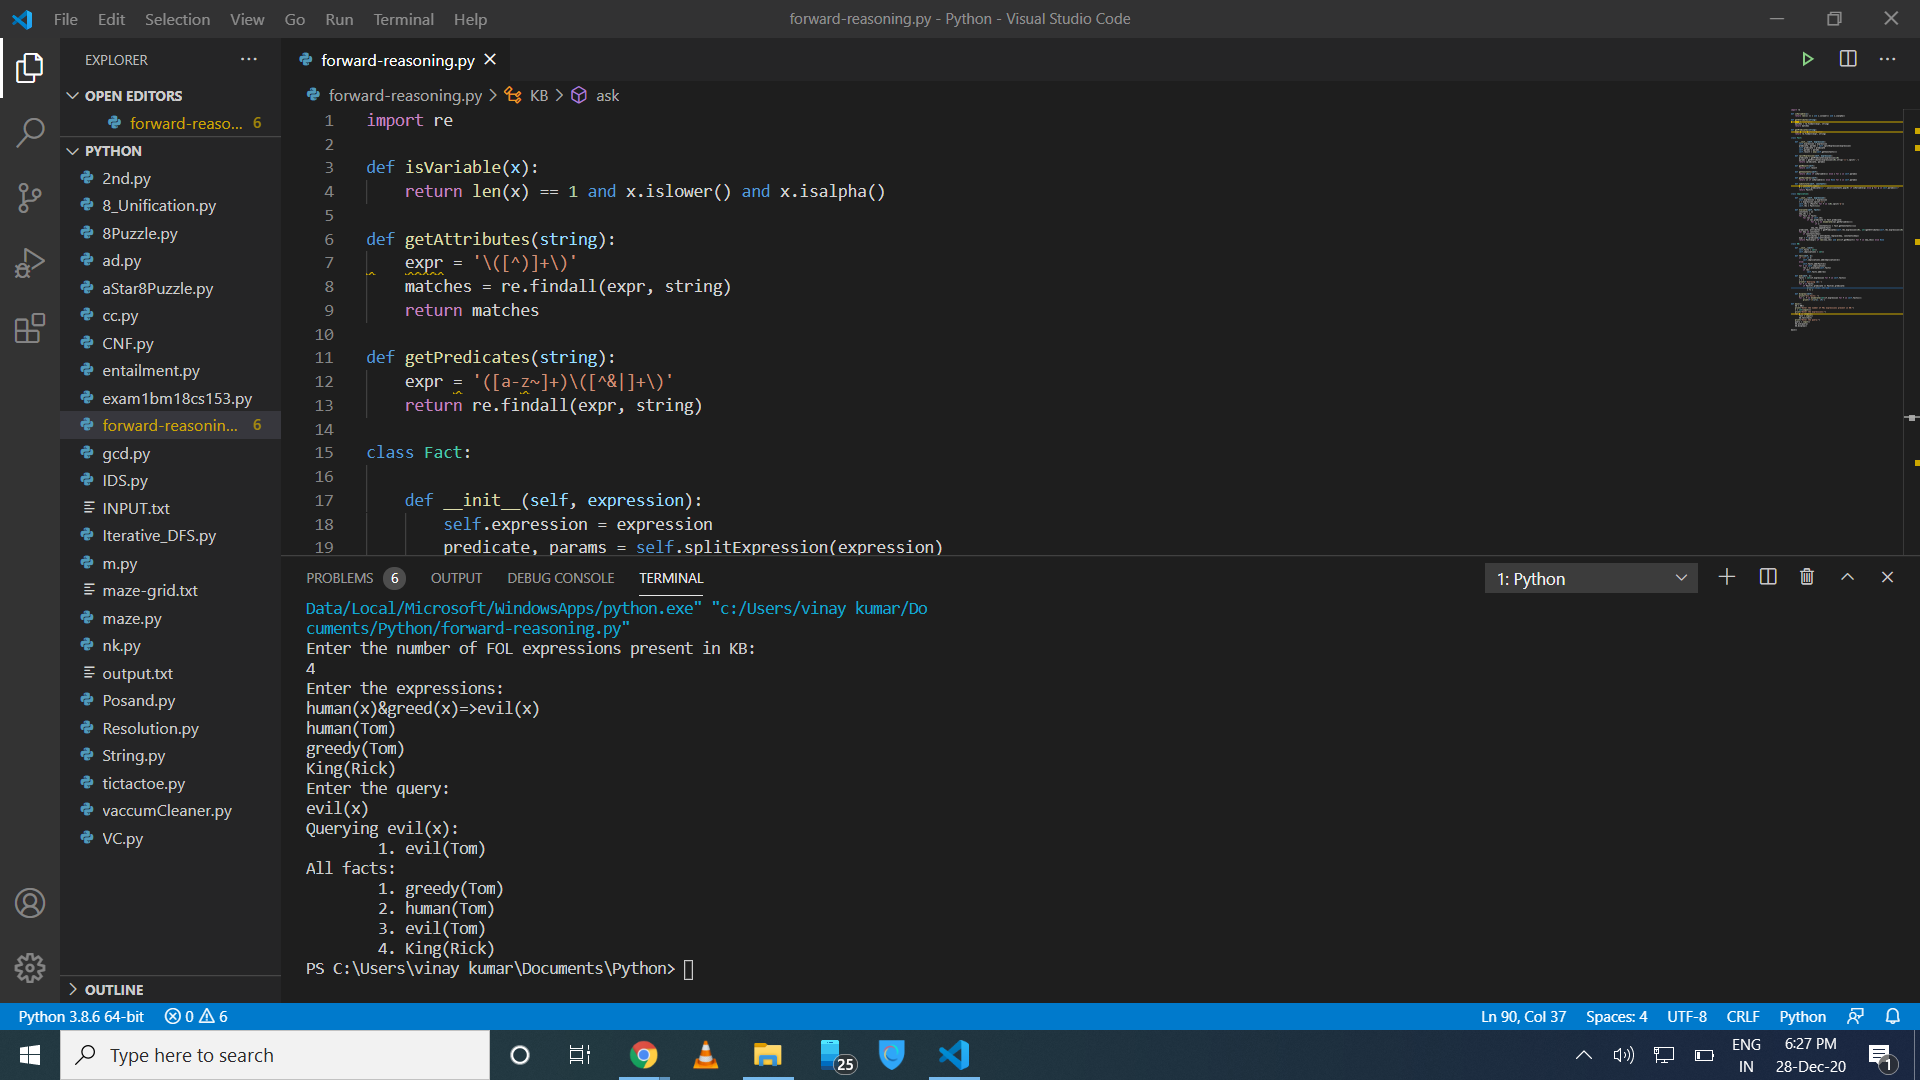 File Edit Selection View Go Run Terminal Help
forward-reasoning.py - Python - Visual Studio Code
EXPLORER
OPEN EDITORS
forward-reaso... 6
PYTHON
2nd.py
8_Unification.py
8Puzzle.py
ad.py
aStar8Puzzle.py
cc.py
CNF.py
entailment.py
exam1bm18cs153.py
forward-reasonin... 6
gcd.py
IDS.py
INPUT.txt
Iterative_DFS.py
m.py
maze-grid.txt
maze.py
nk.py
output.txt
Posand.py
Resolution.py
String.py
tictactoe.py
vaccumCleaner.py
VC.py
OUTLINE
forward-reasoning.py
forward-reasoning.py > KB > ask
1 import re
2
3 def isVariable(x):
4 return len(x) == 1 and x.islower() and x.isalpha()
5
6 def getAttributes(string):
7 expr = '\([^)]+\)'
8 matches = re.findall(expr, string)
9 return matches
10
11 def getPredicates(string):
12 expr = '([a-z~]+)\([^&|]+\)'
13 return re.findall(expr, string)
14
15 class Fact:
16
17 def __init__(self, expression):
18 self.expression = expression
19 predicate, params = self.splitExpression(expression)
PROBLEMS 6 OUTPUT DEBUG CONSOLE TERMINAL
1: Python
Data/Local/Microsoft/WindowsApps/python.exe" "c:/Users/vinay kumar/Do
cuments/Python/forward-reasoning.py"
Enter the number of FOL expressions present in KB:
4
Enter the expressions:
human(x)&greed(x)=>evil(x)
human(Tom)
greedy(Tom)
King(Rick)
Enter the query:
evil(x)
Querying evil(x):
1. evil(Tom)
All facts:
1. greedy(Tom)
2. human(Tom)
3. evil(Tom)
4. King(Rick)
PS C:\Users\vinay kumar\Documents\Python>
Python 3.8.6 64-bit 0 6
Ln 90, Col 37 Spaces: 4 UTF-8 CRLF Python
Type here to search
25
ENG
IN
6:27 PM
28-Dec-20
1